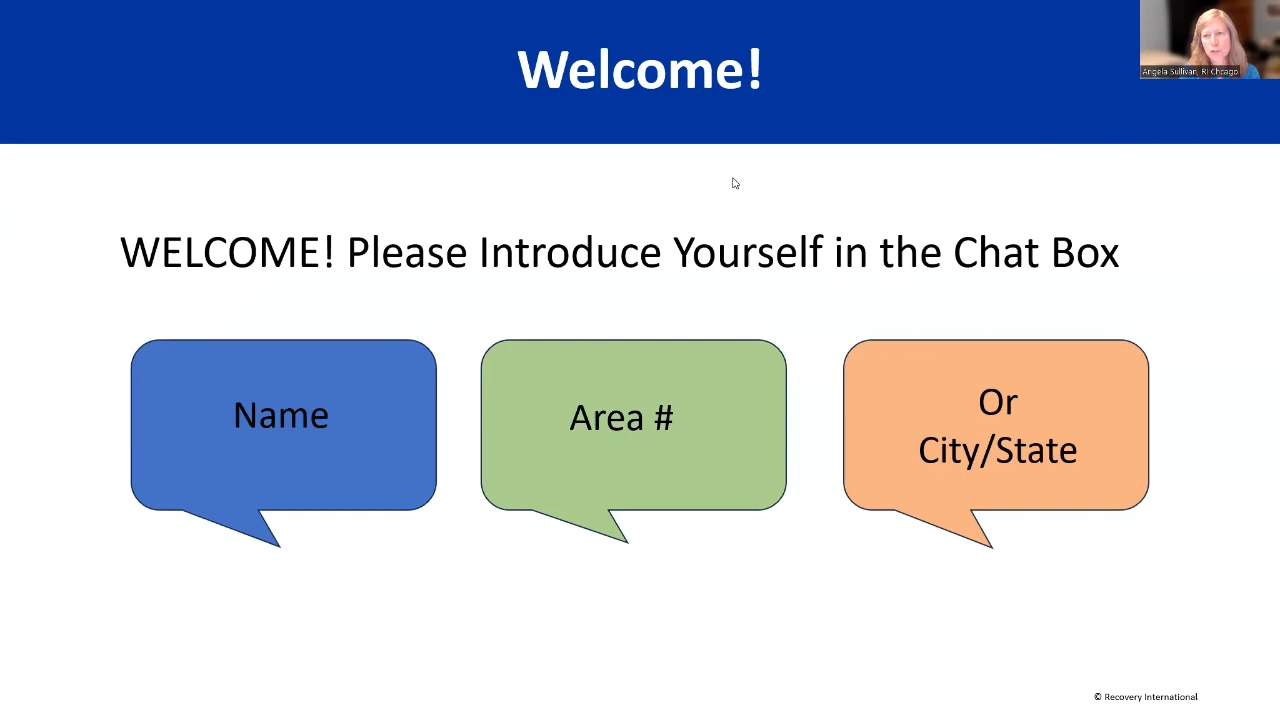 Welcome!
Angela Sullivan, RI Chcago
WELCOME! Please Introduce Yourself in the Chat Box
Name
Area #
Or
City/State
© Recovery International